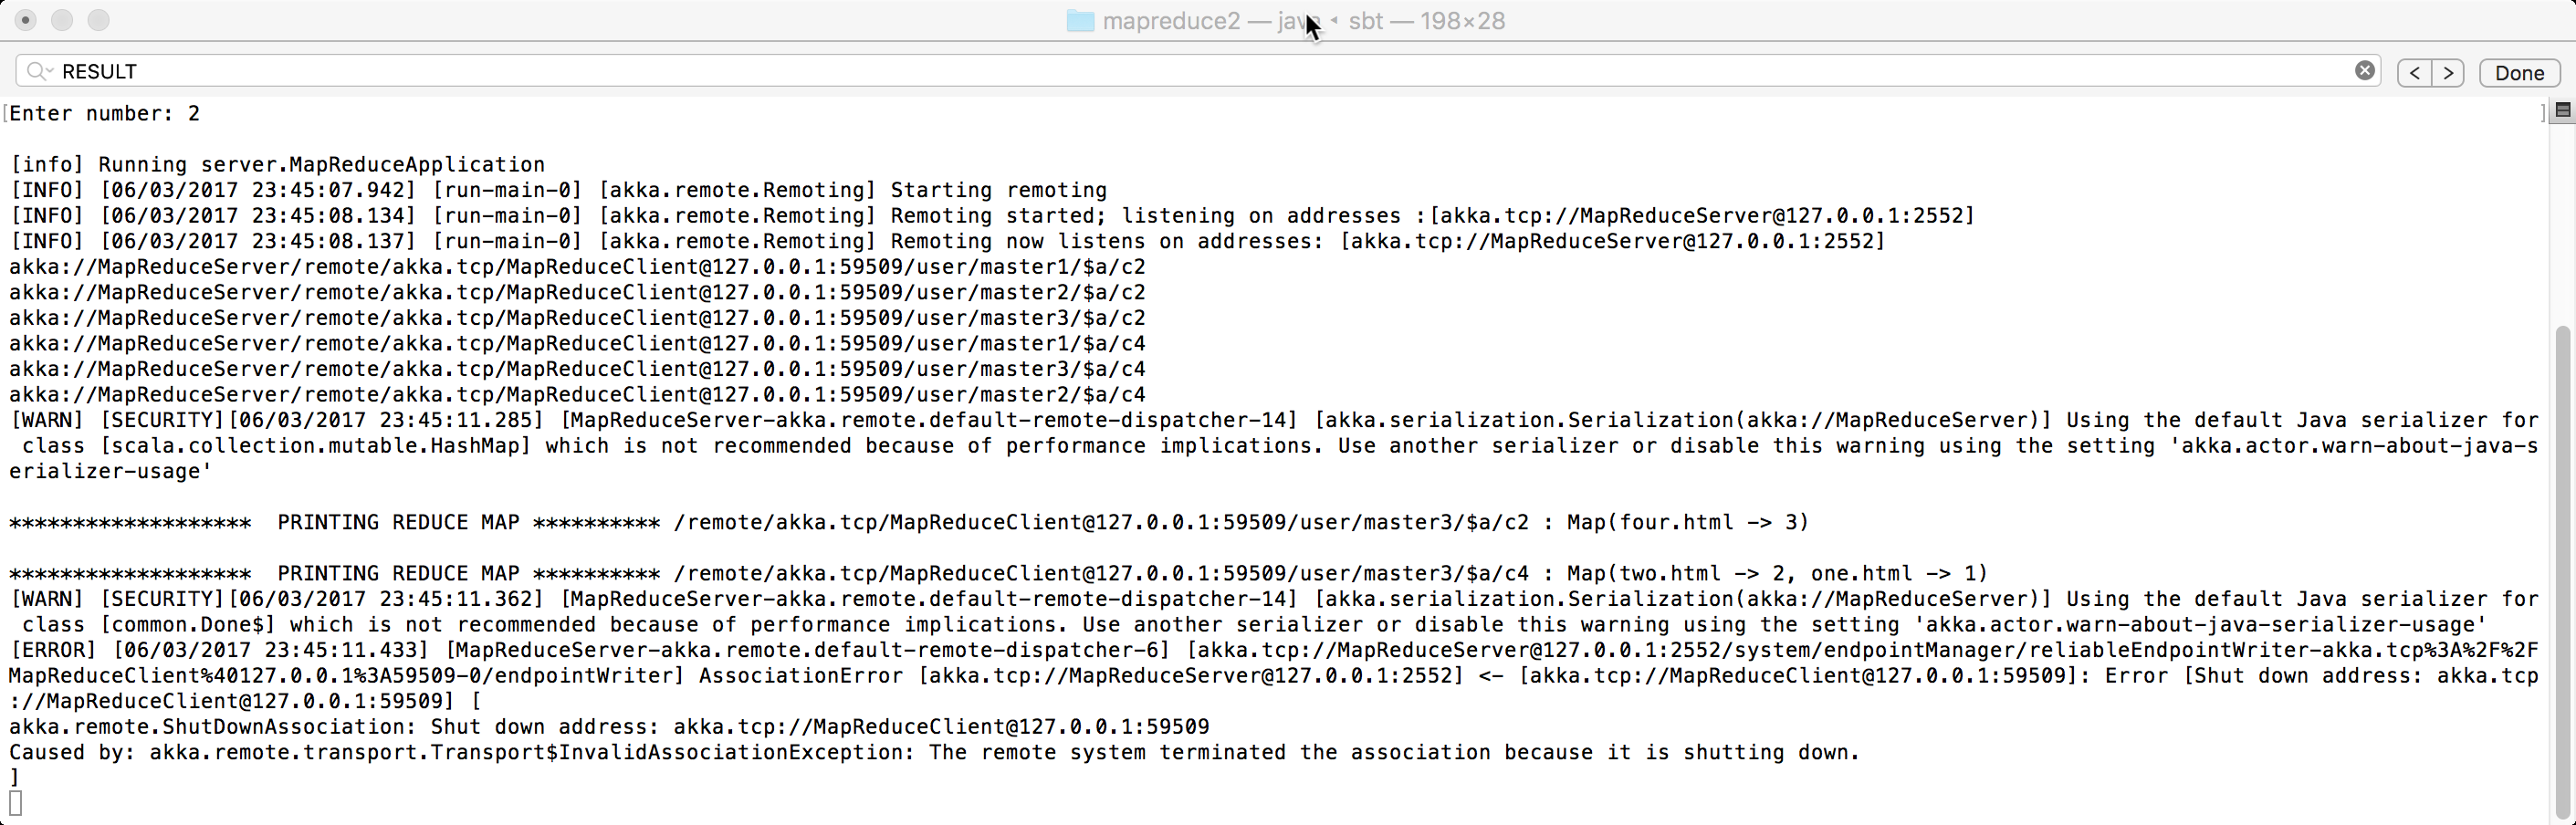 mapreduce2 — java ◂ sbt — 198×28
RESULT
< > Done
[Enter number: 2 ]
[info] Running server.MapReduceApplication
[INFO] [06/03/2017 23:45:07.942] [run-main-0] [akka.remote.Remoting] Starting remoting
[INFO] [06/03/2017 23:45:08.134] [run-main-0] [akka.remote.Remoting] Remoting started; listening on addresses :[akka.tcp://MapReduceServer@127.0.0.1:2552]
[INFO] [06/03/2017 23:45:08.137] [run-main-0] [akka.remote.Remoting] Remoting now listens on addresses: [akka.tcp://MapReduceServer@127.0.0.1:2552]
akka://MapReduceServer/remote/akka.tcp/MapReduceClient@127.0.0.1:59509/user/master1/$a/c2
akka://MapReduceServer/remote/akka.tcp/MapReduceClient@127.0.0.1:59509/user/master2/$a/c2
akka://MapReduceServer/remote/akka.tcp/MapReduceClient@127.0.0.1:59509/user/master3/$a/c2
akka://MapReduceServer/remote/akka.tcp/MapReduceClient@127.0.0.1:59509/user/master1/$a/c4
akka://MapReduceServer/remote/akka.tcp/MapReduceClient@127.0.0.1:59509/user/master3/$a/c4
akka://MapReduceServer/remote/akka.tcp/MapReduceClient@127.0.0.1:59509/user/master2/$a/c4
[WARN] [SECURITY][06/03/2017 23:45:11.285] [MapReduceServer-akka.remote.default-remote-dispatcher-14] [akka.serialization.Serialization(akka://MapReduceServer)] Using the default Java serializer for
class [scala.collection.mutable.HashMap] which is not recommended because of performance implications. Use another serializer or disable this warning using the setting 'akka.actor.warn-about-java-s
erializer-usage'
******************* PRINTING REDUCE MAP ********** /remote/akka.tcp/MapReduceClient@127.0.0.1:59509/user/master3/$a/c2 : Map(four.html -> 3)
******************* PRINTING REDUCE MAP ********** /remote/akka.tcp/MapReduceClient@127.0.0.1:59509/user/master3/$a/c4 : Map(two.html -> 2, one.html -> 1)
[WARN] [SECURITY][06/03/2017 23:45:11.362] [MapReduceServer-akka.remote.default-remote-dispatcher-14] [akka.serialization.Serialization(akka://MapReduceServer)] Using the default Java serializer for
class [common.Done$] which is not recommended because of performance implications. Use another serializer or disable this warning using the setting 'akka.actor.warn-about-java-serializer-usage'
[ERROR] [06/03/2017 23:45:11.433] [MapReduceServer-akka.remote.default-remote-dispatcher-6] [akka.tcp://MapReduceServer@127.0.0.1:2552/system/endpointManager/reliableEndpointWriter-akka.tcp%3A%2F%2F
MapReduceClient%40127.0.0.1%3A59509-0/endpointWriter] AssociationError [akka.tcp://MapReduceServer@127.0.0.1:2552] <- [akka.tcp://MapReduceClient@127.0.0.1:59509]: Error [Shut down address: akka.tcp
://MapReduceClient@127.0.0.1:59509] [
akka.remote.ShutDownAssociation: Shut down address: akka.tcp://MapReduceClient@127.0.0.1:59509
Caused by: akka.remote.transport.Transport$InvalidAssociationException: The remote system terminated the association because it is shutting down.
]